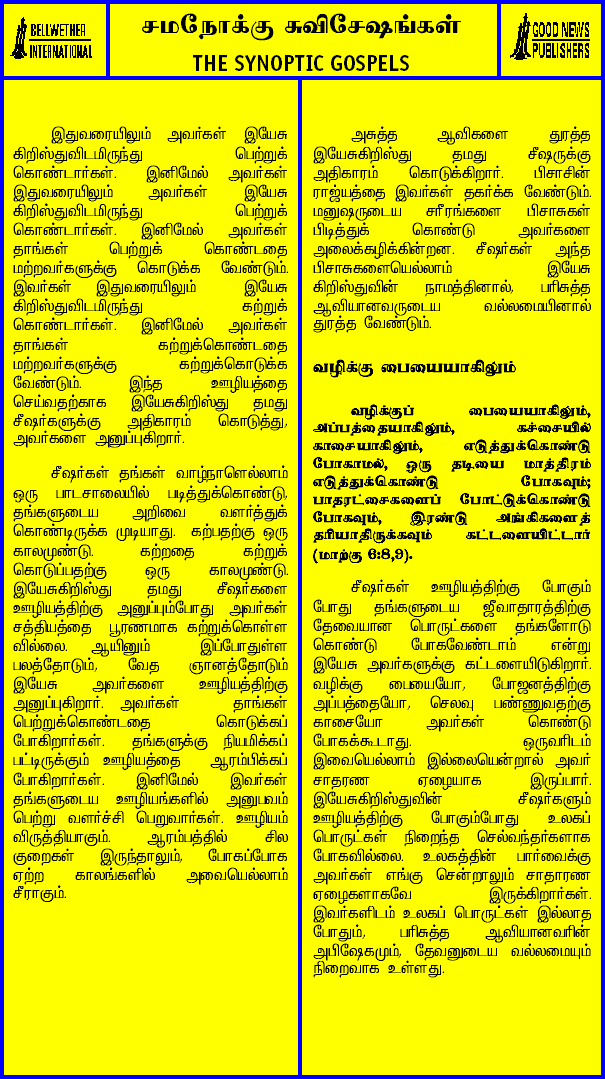 BELLWETHER
INTERNATIONAL
சமநோக்கு சுவிசேஷங்கள்
THE SYNOPTIC GOSPELS
GOOD NEWS
PUBLISHERS
இதுவரையிலும் அவர்கள் இயேசு
கிறிஸ்துவிடமிருந்து பெற்றுக்
கொண்டார்கள். இனிமேல் அவர்கள்
இதுவரையிலும் அவர்கள் இயேசு
கிறிஸ்துவிடமிருந்து பெற்றுக்
கொண்டார்கள். இனிமேல் அவர்கள்
தாங்கள் பெற்றுக் கொண்டதை
மற்றவர்களுக்கு கொடுக்க வேண்டும்.
இவர்கள் இதுவரையிலும் இயேசு
கிறிஸ்துவிடமிருந்து கற்றுக்
கொண்டார்கள். இனிமேல் அவர்கள்
தாங்கள் கற்றுக்கொண்டதை
மற்றவர்களுக்கு கற்றுக்கொடுக்க
வேண்டும். இந்த ஊழியத்தை
செய்வதற்காக இயேசுகிறிஸ்து தமது
சீஷர்களுக்கு அதிகாரம் கொடுத்து,
அவர்களை அனுப்புகிறார்.
சீஷர்கள் தங்கள் வாழ்நாளெல்லாம்
ஒரு பாடசாலையில் படித்துக்கொண்டு,
தங்களுடைய அறிவை வளர்த்துக்
கொண்டிருக்க முடியாது. கற்பதற்கு ஒரு
காலமுண்டு. கற்றதை கற்றுக்
கொடுப்பதற்கு ஒரு காலமுண்டு.
இயேசுகிறிஸ்து தமது சீஷர்களை
ஊழியத்திற்கு அனுப்பும்போது அவர்கள்
சத்தியத்தை பூரணமாக கற்றுக்கொள்ள
வில்லை. ஆயினும் இப்போதுள்ள
பலத்தோடும், வேத ஞானத்தோடும்
இயேசு அவர்களை ஊழியத்திற்கு
அனுப்புகிறார். அவர்கள் தாங்கள்
பெற்றுக்கொண்டதை கொடுக்கப்
போகிறார்கள். தங்களுக்கு நியமிக்கப்
பட்டிருக்கும் ஊழியத்தை ஆரம்பிக்கப்
போகிறார்கள். இனிமேல் இவர்கள்
தங்களுடைய ஊழியங்களில் அனுபவம்
பெற்று வளர்ச்சி பெறுவார்கள். ஊழியம்
விருத்தியாகும். ஆரம்பத்தில் சில
குறைகள் இருந்தாலும், போகப்போக
ஏற்ற காலங்களில் அவையெல்லாம்
சீராகும்.
அசுத்த ஆவிகளை துரத்த
இயேசுகிறிஸ்து தமது சீஷருக்கு
அதிகாரம் கொடுக்கிறார். பிசாசின்
ராஜ்யத்தை இவர்கள் தகர்க்க வேண்டும்.
மனுஷருடைய சரீரங்களை பிசாசுகள்
பிடித்துக் கொண்டு அவர்களை
அலைக்கழிக்கின்றன. சீஷர்கள் அந்த
பிசாசுகளையெல்லாம் இயேசு
கிறிஸ்துவின் நாமத்தினால், பரிசுத்த
ஆவியானவருடைய வல்லமையினால்
துரத்த வேண்டும்.
வழிக்கு பையையாகிலும்
வழிக்குப் பையையாகிலும்,
அப்பத்தையாகிலும், கச்சையில்
காசையாகிலும், எடுத்துக்கொண்டு
போகாமல், ஒரு தடியை மாத்திரம்
எடுத்துக்கொண்டு போகவும்;
பாதரட்சைகளைப் போட்டுக்கொண்டு
போகவும், இரண்டு அங்கிகளைத்
தரியாதிருக்கவும் கட்டளையிட்டார்
(மாற்கு 6:8,9).
சீஷர்கள் ஊழியத்திற்கு போகும்
போது தங்களுடைய ஜீவாதாரத்திற்கு
தேவையான பொருட்களை தங்களோடு
கொண்டு போகவேண்டாம் என்று
இயேசு அவர்களுக்கு கட்டளையிடுகிறார்.
வழிக்கு பையையோ, போஜனத்திற்கு
அப்பத்தையோ, செலவு பண்ணுவதற்கு
காசையோ அவர்கள் கொண்டு
போகக்கூடாது. ஒருவரிடம்
இவையெல்லாம் இல்லையென்றால் அவர்
சாதரண ஏழையாக இருப்பார்.
இயேசுகிறிஸ்துவின் சீஷர்களும்
ஊழியத்திற்கு போகும்போது உலகப்
பொருட்கள் நிறைந்த செல்வந்தர்களாக
போகவில்லை. உலகத்தின் பார்வைக்கு
அவர்கள் எங்கு சென்றாலும் சாதாரண
ஏழைகளாகவே இருக்கிறார்கள்.
இவர்களிடம் உலகப் பொருட்கள் இல்லாத
போதும், பரிசுத்த ஆவியானவரின்
அபிஷேகமும், தேவனுடைய வல்லமையும்
நிறைவாக உள்ளது.